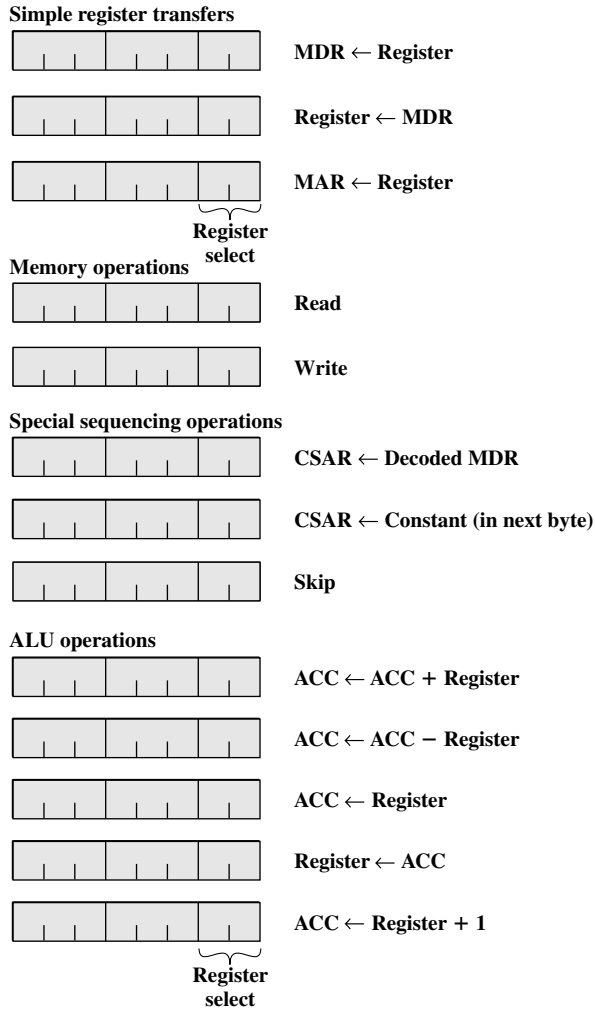 Simple register transfers
MDR ← Register
Register ← MDR
MAR ← Register
Register
select
Memory operations
Read
Write
Special sequencing operations
CSAR ← Decoded MDR
CSAR ← Constant (in next byte)
Skip
ALU operations
ACC ← ACC + Register
ACC ← ACC − Register
ACC ← Register
Register ← ACC
ACC ← Register + 1
Register
select